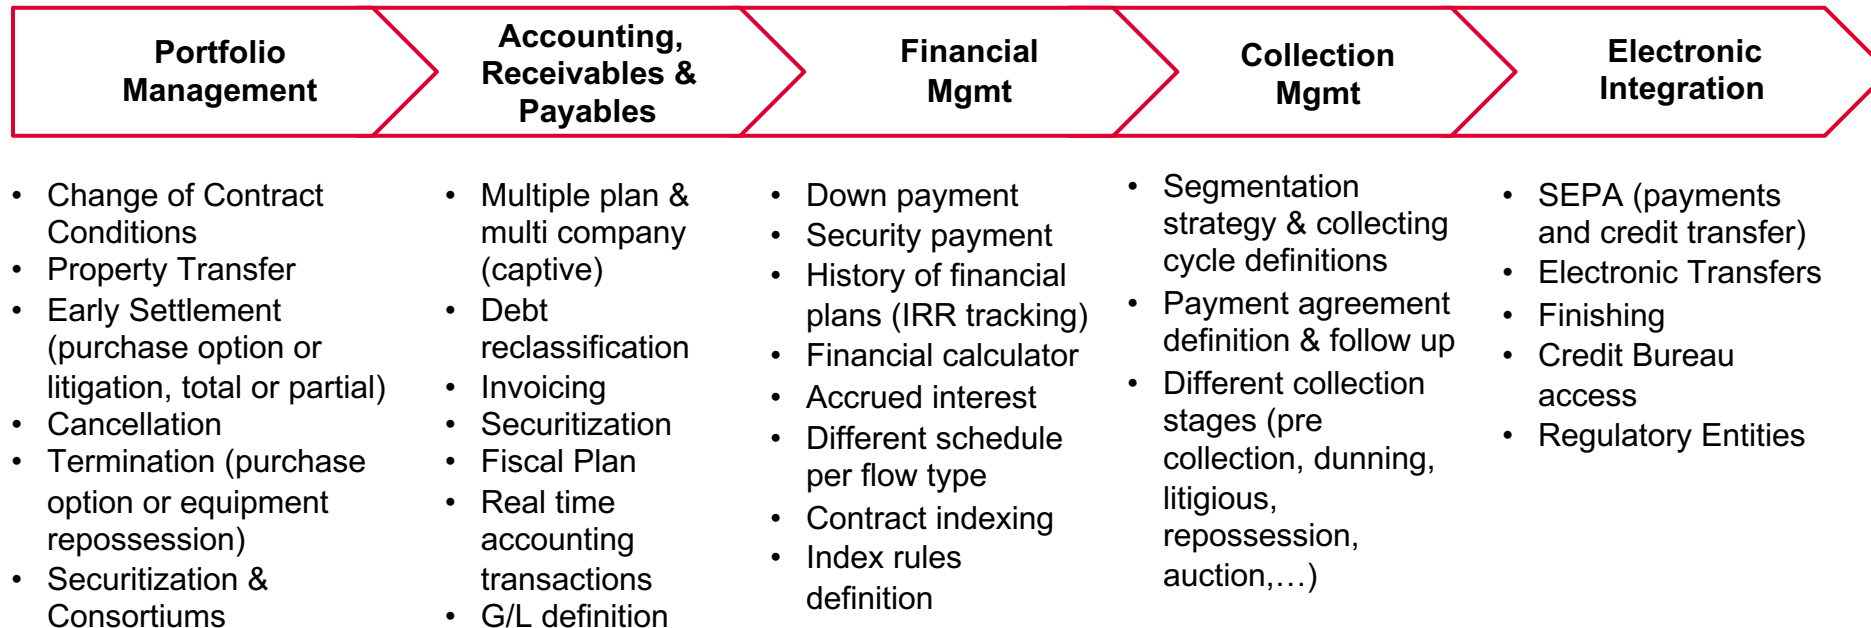 Portfolio
Management
Accounting,
Receivables &
Payables
Financial
Mgmt
Collection
Mgmt
Electronic
Integration
• Change of Contract
Conditions
• Property Transfer
• Early Settlement
(purchase option or
litigation, total or partial)
• Cancellation
• Termination (purchase
option or equipment
repossession)
• Securitization &
Consortiums
• Multiple plan &
multi company
(captive)
• Debt
reclassification
• Invoicing
• Securitization
• Fiscal Plan
• Real time
accounting
transactions
• G/L definition
• Down payment
• Security payment
• History of financial
plans (IRR tracking)
• Financial calculator
• Accrued interest
• Different schedule
per flow type
• Contract indexing
• Index rules
definition
• Segmentation
strategy & collecting
cycle definitions
• Payment agreement
definition & follow up
• Different collection
stages (pre
collection, dunning,
litigious,
repossession,
auction,…)
• SEPA (payments
and credit transfer)
• Electronic Transfers
• Finishing
• Credit Bureau
access
• Regulatory Entities